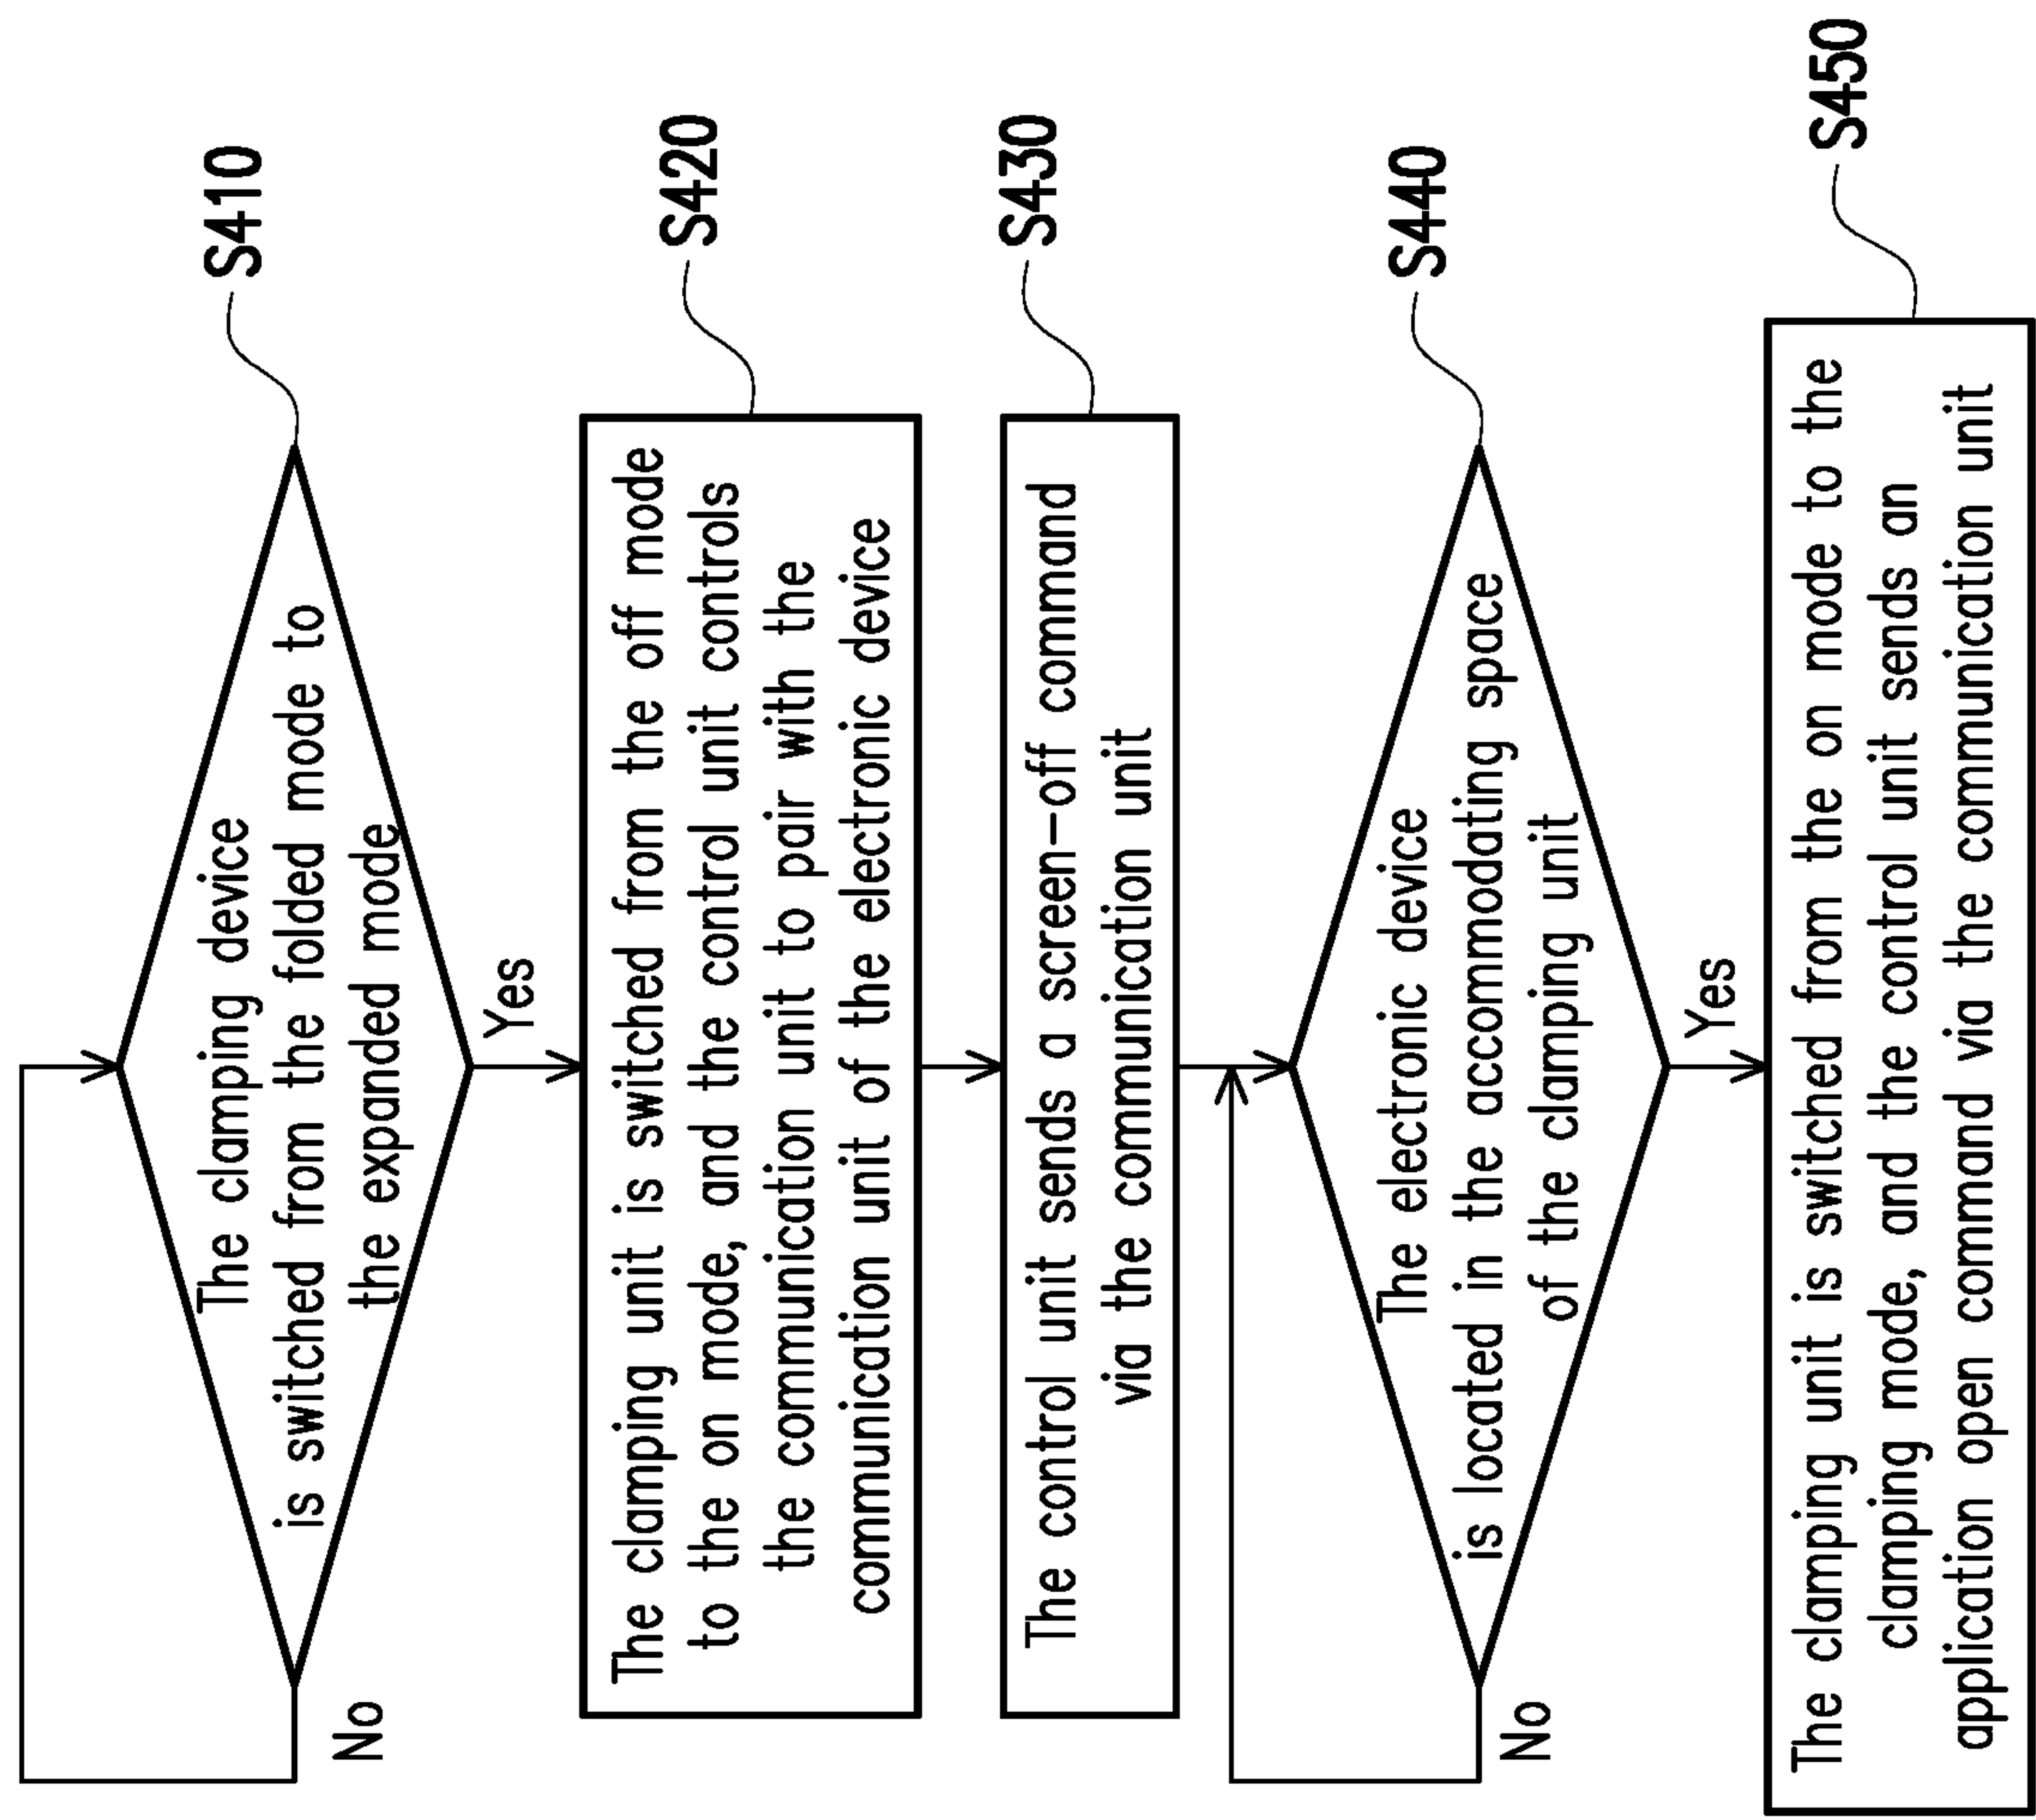 S410
The clamping device
is switched from the folded mode to
the expanded mode
No
Yes
S420
The clamping unit is switched from the off mode
to the on mode, and the control unit controls
the communication unit to pair with the
communication unit of the electronic device
S430
The control unit sends a screen-off command
via the communication unit
S440
The electronic device
is located in the accommodating space
of the clamping unit
No
Yes
S450
The clamping unit is switched from the on mode to the
clamping mode, and the control unit sends an
application open command via the communication unit